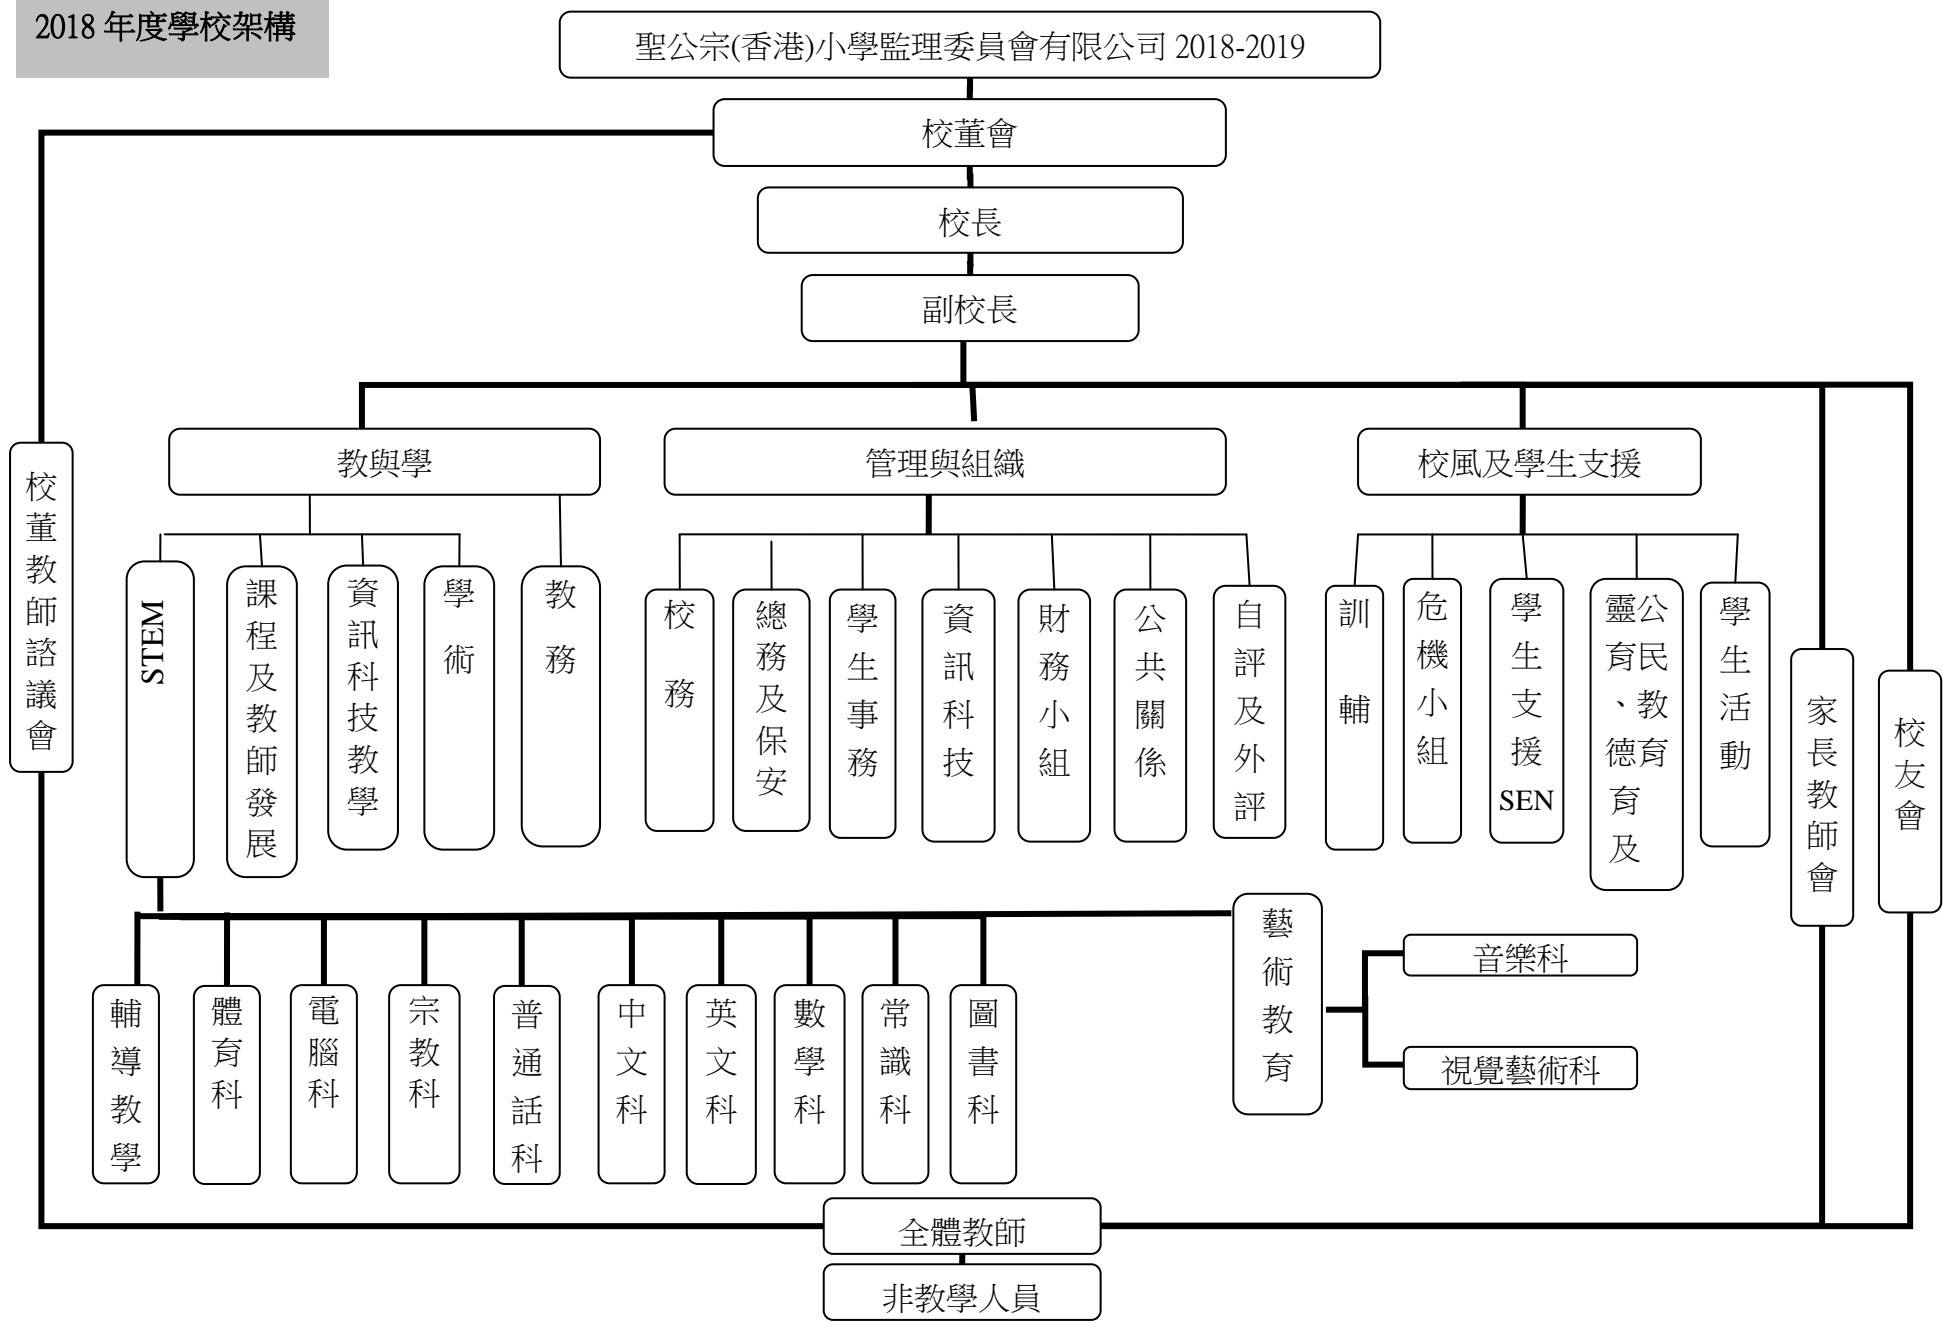 2018 年度學校架構
聖公宗(香港)小學監理委員會有限公司 2018-2019
校董會
校長
副校長
教與學
管理與組織
校風及學生支援
校董教師諮議會
STEM
課程及教師發展
資訊科技教學
學術
教務
校務
總務及保安
學生事務
資訊科技
財務小組
公共關係
自評及外評
訓輔
危機小組
學生支援SEN
靈育、德育及
公民教育
學生活動
家長教師會
校友會
輔導教學
體育科
電腦科
宗教科
普通話科
中文科
英文科
數學科
常識科
圖書科
藝術教育
音樂科
視覺藝術科
全體教師
非教學人員